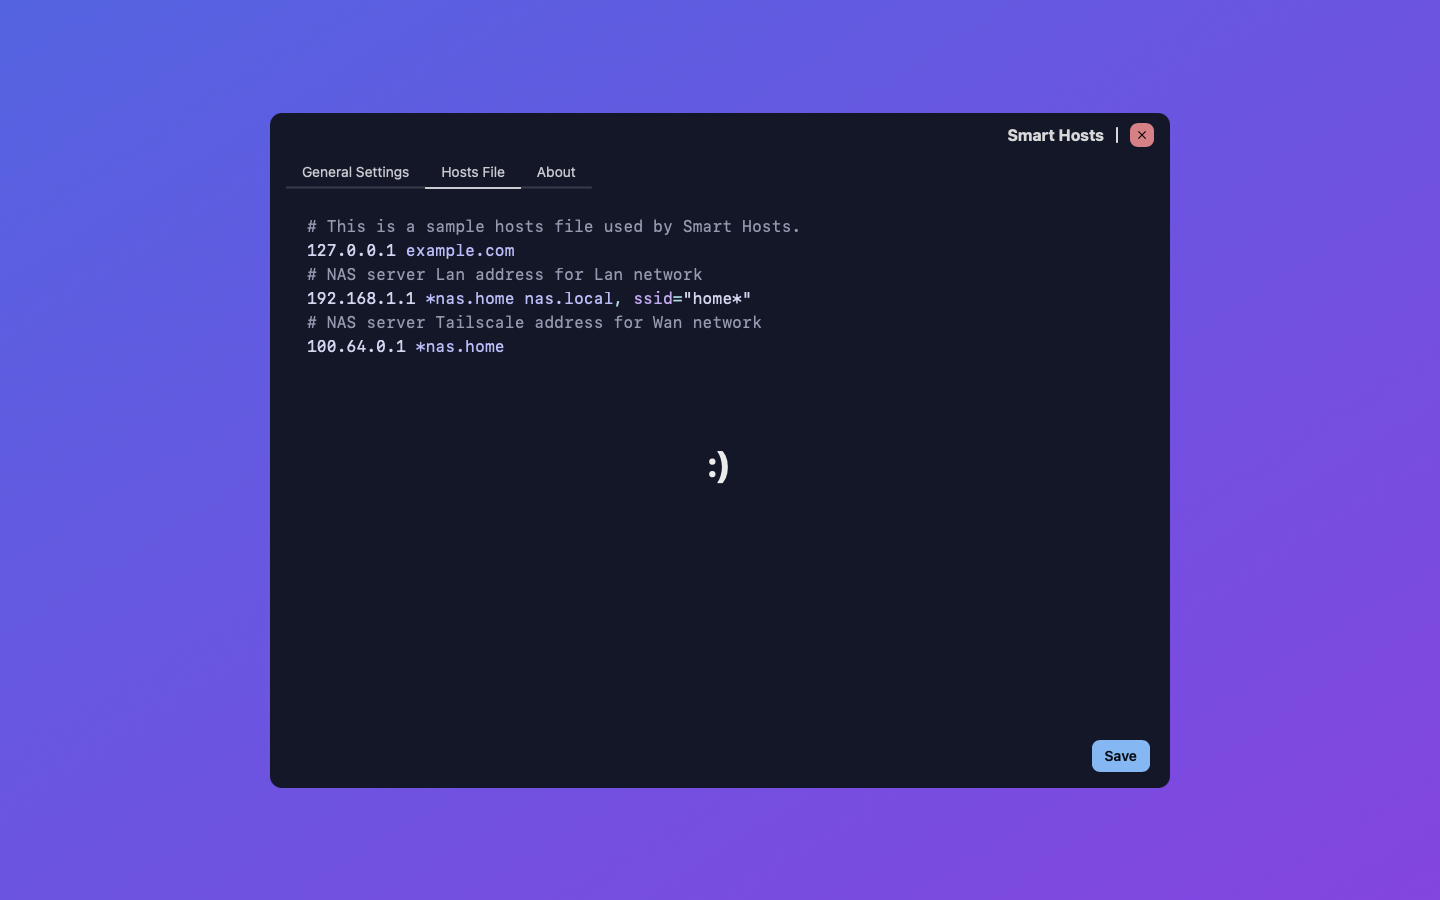 Smart Hosts
General Settings Hosts File About
# This is a sample hosts file used by Smart Hosts.
127.0.0.1 example.com
# NAS server Lan address for Lan network
192.168.1.1 *nas.home nas.local, ssid="home*"
# NAS server Tailscale address for Wan network
100.64.0.1 *nas.home
:)
Save